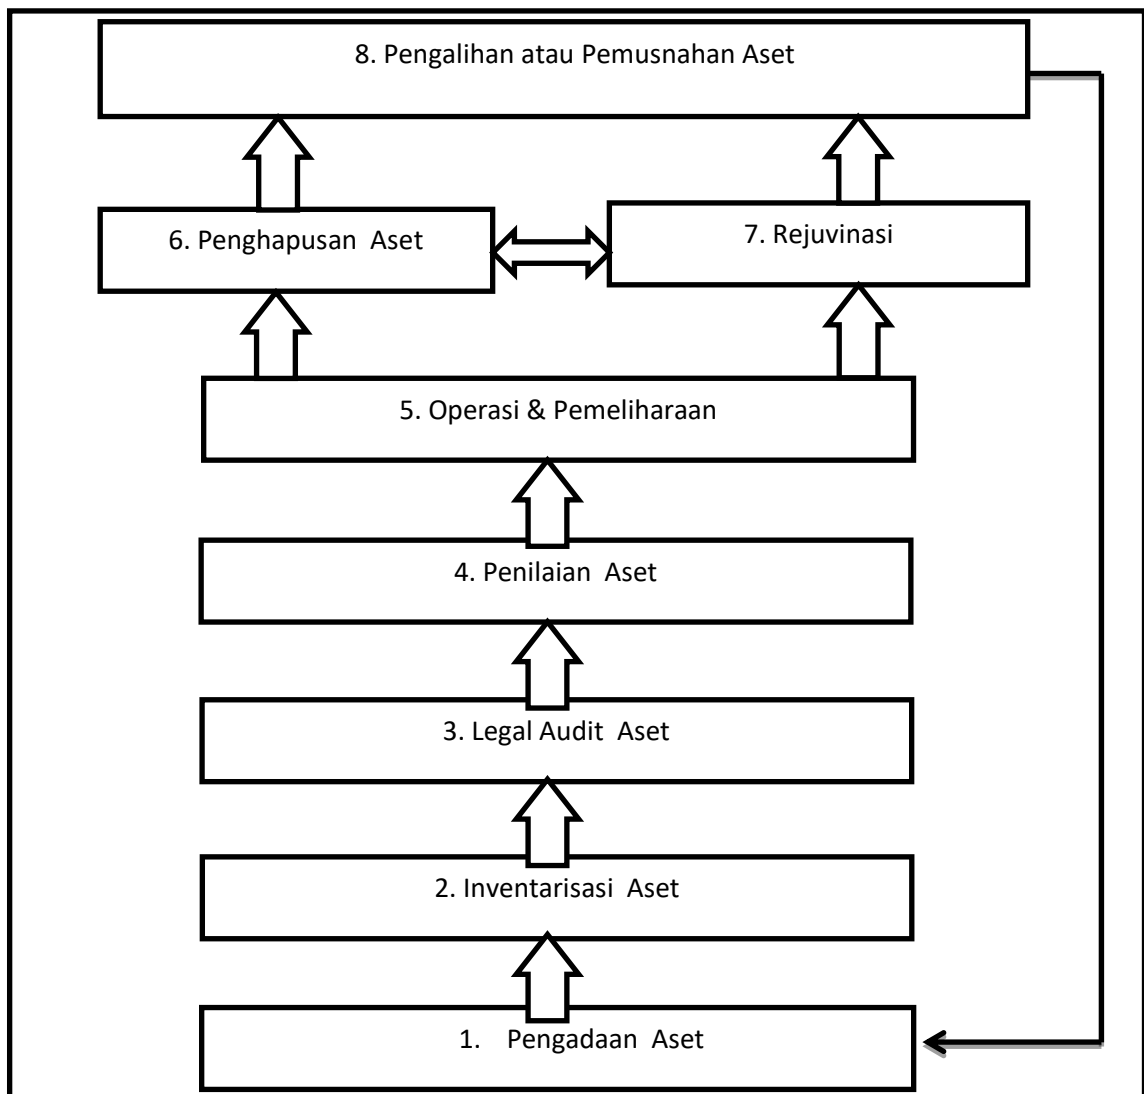 8. Pengalihan atau Pemusnahan Aset
6. Penghapusan Aset
7. Rejuvinasi
5. Operasi & Pemeliharaan
4. Penilaian Aset
3. Legal Audit Aset
2. Inventarisasi Aset
1. Pengadaan Aset